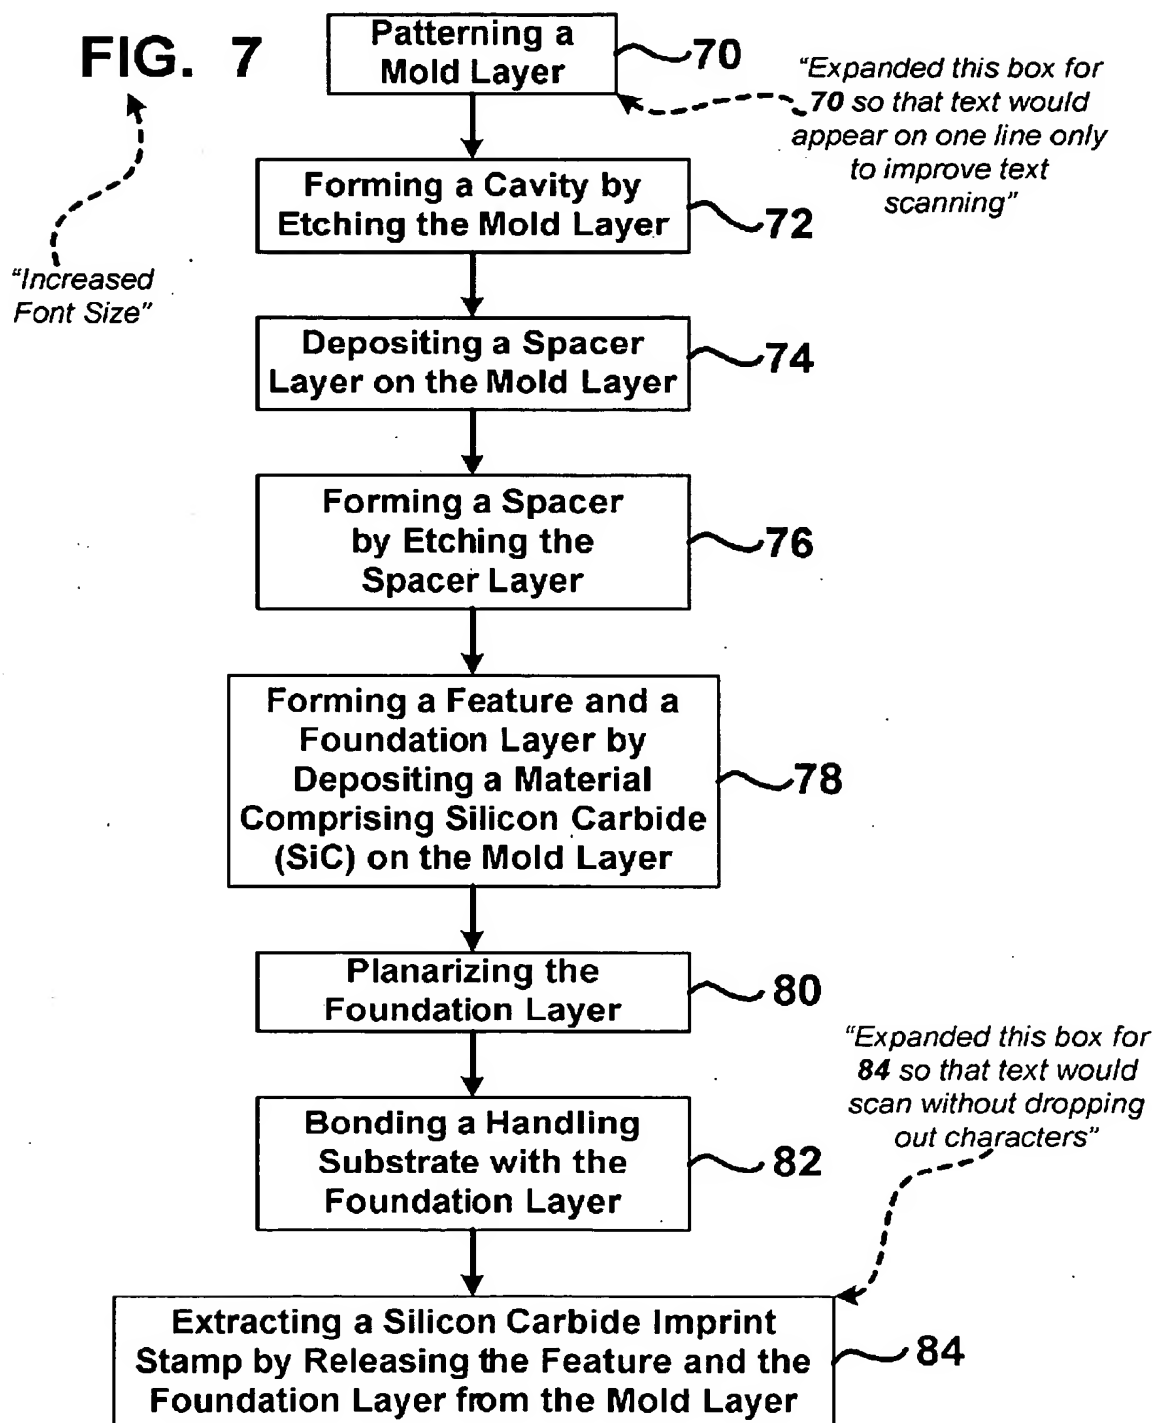 FIG. 7
Patterning a
Mold Layer
70
"Expanded this box for
70 so that text would
appear on one line only
to improve text
scanning"
Forming a Cavity by
Etching the Mold Layer
72
"Increased
Font Size"
Depositing a Spacer
Layer on the Mold Layer
74
Forming a Spacer
by Etching the
Spacer Layer
76
Forming a Feature and a
Foundation Layer by
Depositing a Material
Comprising Silicon Carbide
(SiC) on the Mold Layer
78
Planarizing the
Foundation Layer
80
"Expanded this box for
84 so that text would
scan without dropping
out characters"
Bonding a Handling
Substrate with the
Foundation Layer
82
Extracting a Silicon Carbide Imprint
Stamp by Releasing the Feature and the
Foundation Layer from the Mold Layer
84